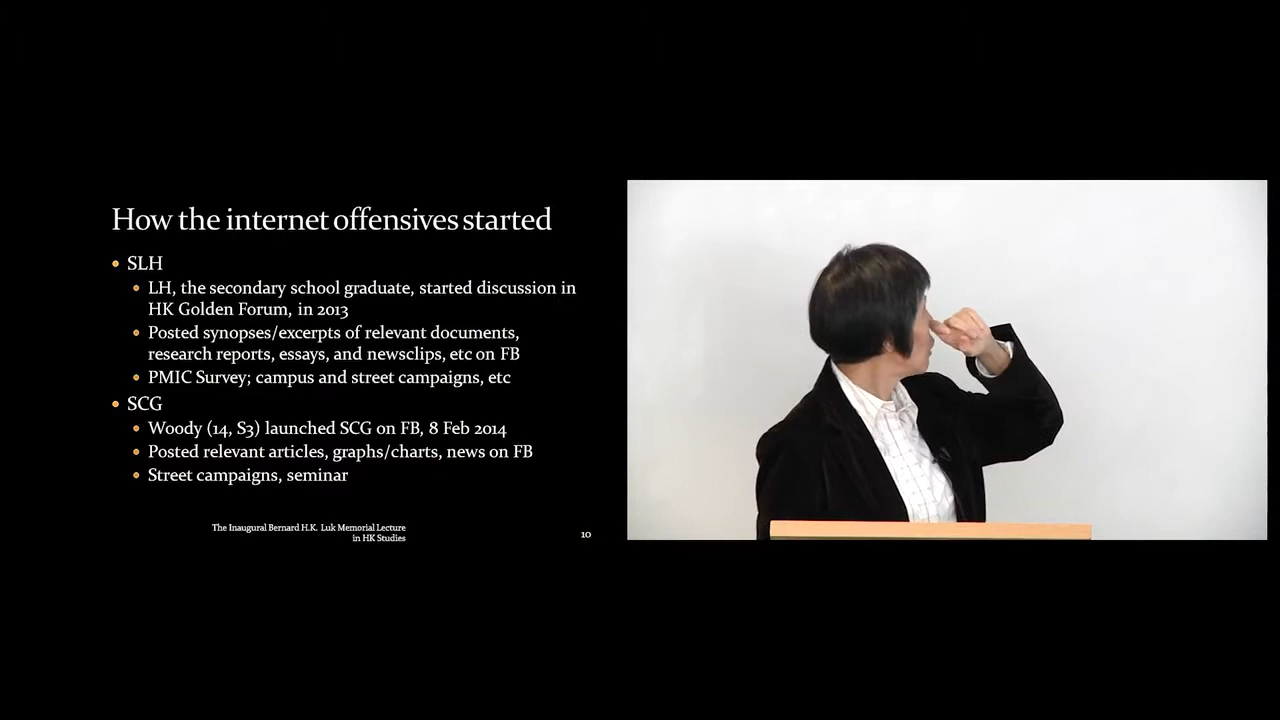 How the internet offensives started
SLH
LH, the secondary school graduate, started discussion in
HK Golden Forum, in 2013
Posted synopses/excerpts of relevant documents,
research reports, essays, and newsclips, etc on FB
PMIC Survey; campus and street campaigns, etc
SCG
Woody (14, S3) launched SCG on FB, 8 Feb 2014
Posted relevant articles, graphs/charts, news on FB
Street campaigns, seminar
The Inaugural Bernard H.K. Luk Memorial Lecture
in HK Studies
10